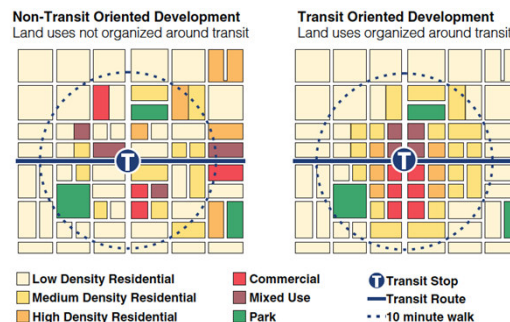 Non-Transit Oriented Development
Land uses not organized around transit
Transit Oriented Development
Land uses organized around transit
T
T
Low Density Residential
Medium Density Residential
High Density Residential
Commercial
Mixed Use
Park
T Transit Stop
Transit Route
10 minute walk